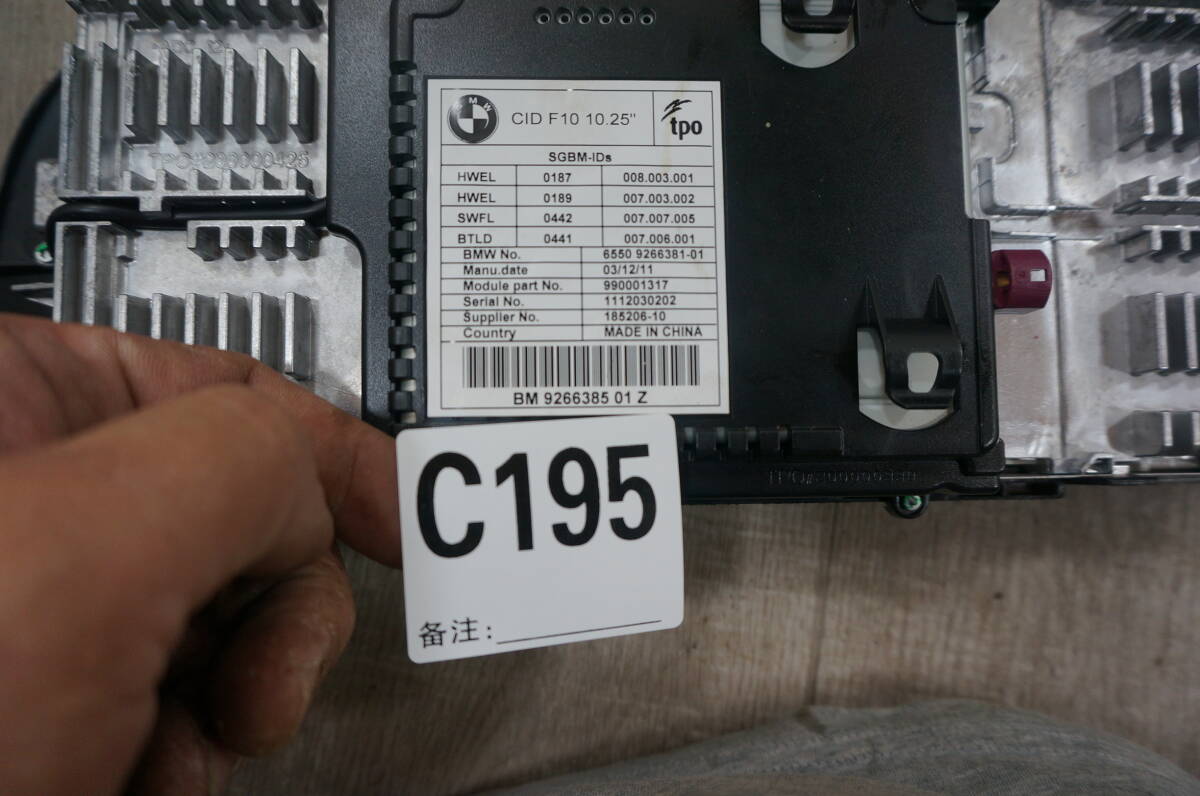 BMW
CID F10 10.25"
tpo
SGBM-IDs
HWEL 0187 008.003.001
HWEL 0189 007.003.002
SWFL 0442 007.007.005
BTLD 0441 007.006.001
BMW No. 6550 9266381-01
Manu.date 03/12/11
Module part No. 990001317
Serial No. 1112030202
Supplier No. 185206-10
Country MADE IN CHINA
BM 9266385 01 Z
C195
备注: